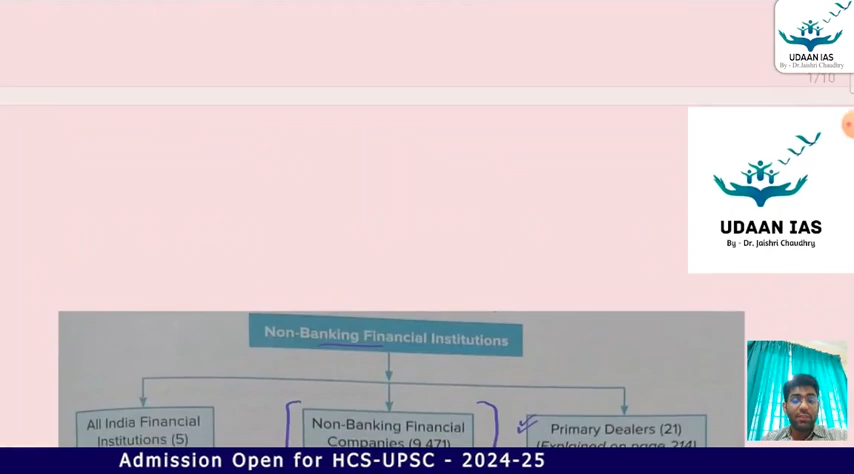 UDAAN IAS
By - Dr.Jaishri Chaudhry
1/10
UDAAN IAS
By - Dr. Jaishri Chaudhry
Non-Banking Financial Institutions
All India Financial
Institutions (5)
Non-Banking Financial
Companies (9,471)
Primary Dealers (21)
(Explained on page 214)
Admission Open for HCS-UPSC - 2024-25